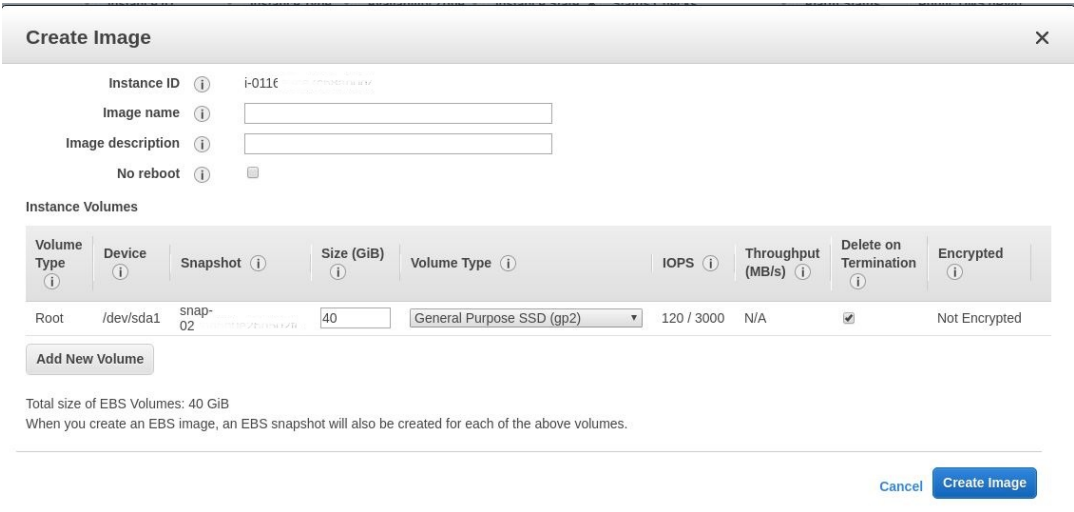 Create Image ×
Instance ID i i-0116
Image name i
Image description i
No reboot i
Instance Volumes
Volume Type i Device i Snapshot i Size (GiB) i Volume Type i IOPS i Throughput (MB/s) i Delete on Termination i Encrypted i
Root /dev/sda1 snap-02 40 General Purpose SSD (gp2) 120 / 3000 N/A Not Encrypted
Add New Volume
Total size of EBS Volumes: 40 GiB
When you create an EBS image, an EBS snapshot will also be created for each of the above volumes.
Cancel Create Image